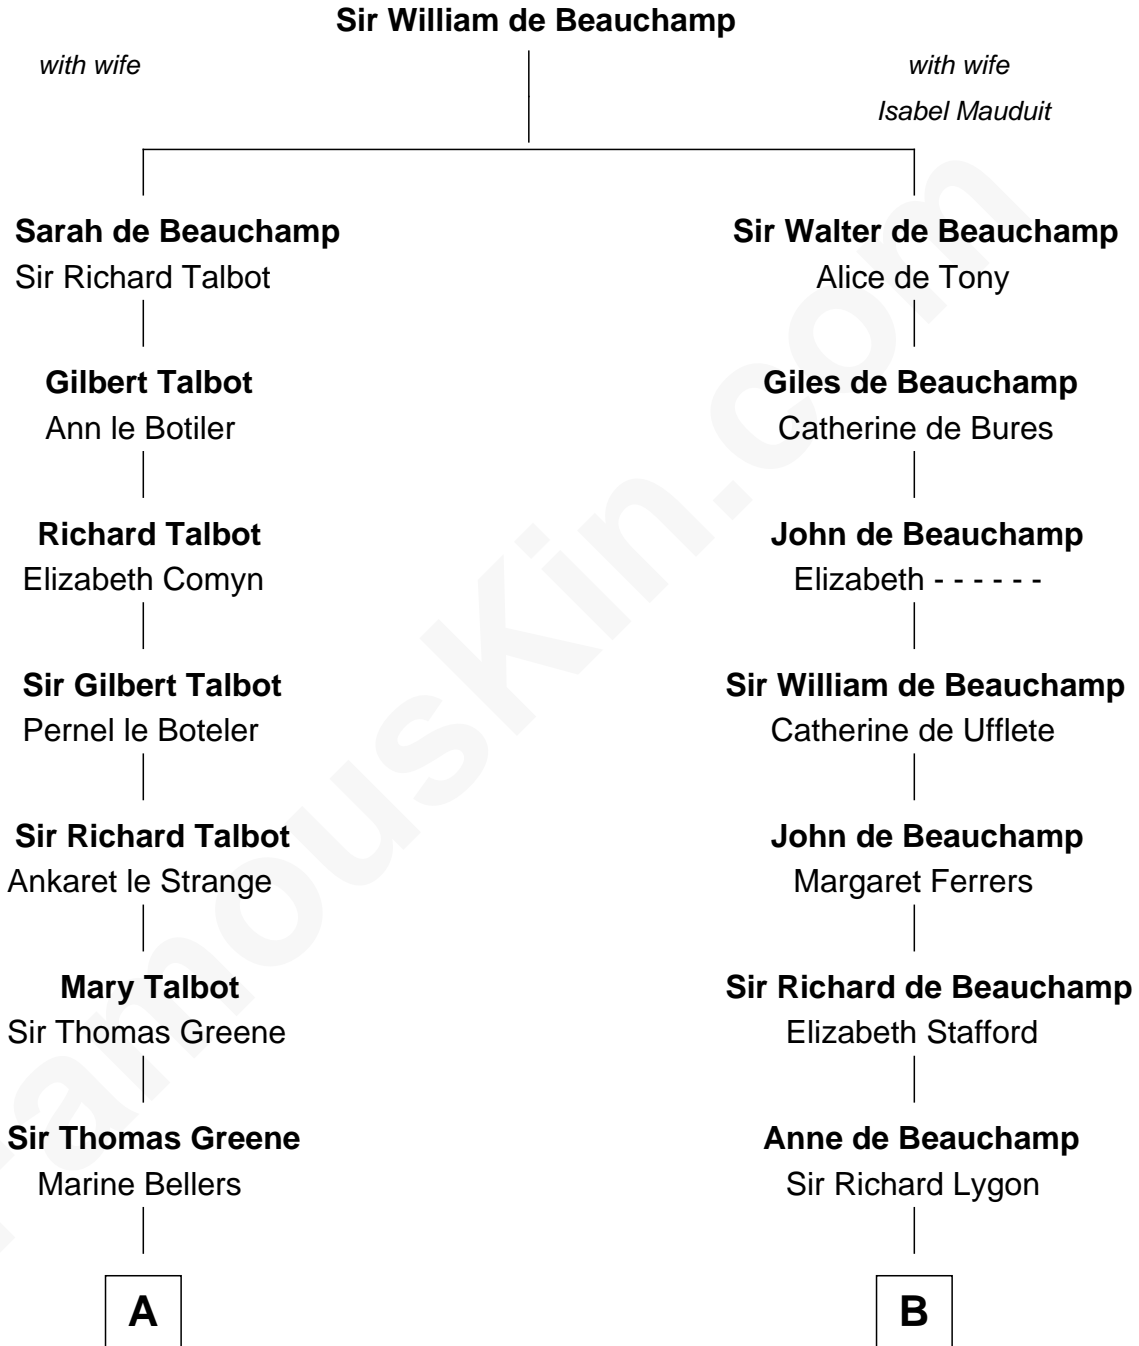 Sir William de Beauchamp
with wife
with wife
Isabel Mauduit
Sarah de Beauchamp
Sir Richard Talbot
Sir Walter de Beauchamp
Alice de Tony
Gilbert Talbot
Ann le Botiler
Giles de Beauchamp
Catherine de Bures
Richard Talbot
Elizabeth Comyn
John de Beauchamp
Elizabeth - - - - - -
Sir Gilbert Talbot
Pernel le Boteler
Sir William de Beauchamp
Catherine de Ufflete
Sir Richard Talbot
Ankaret le Strange
John de Beauchamp
Margaret Ferrers
Mary Talbot
Sir Thomas Greene
Sir Richard de Beauchamp
Elizabeth Stafford
Sir Thomas Greene
Marine Bellers
Anne de Beauchamp
Sir Richard Lygon
A
B
FamousKin.com